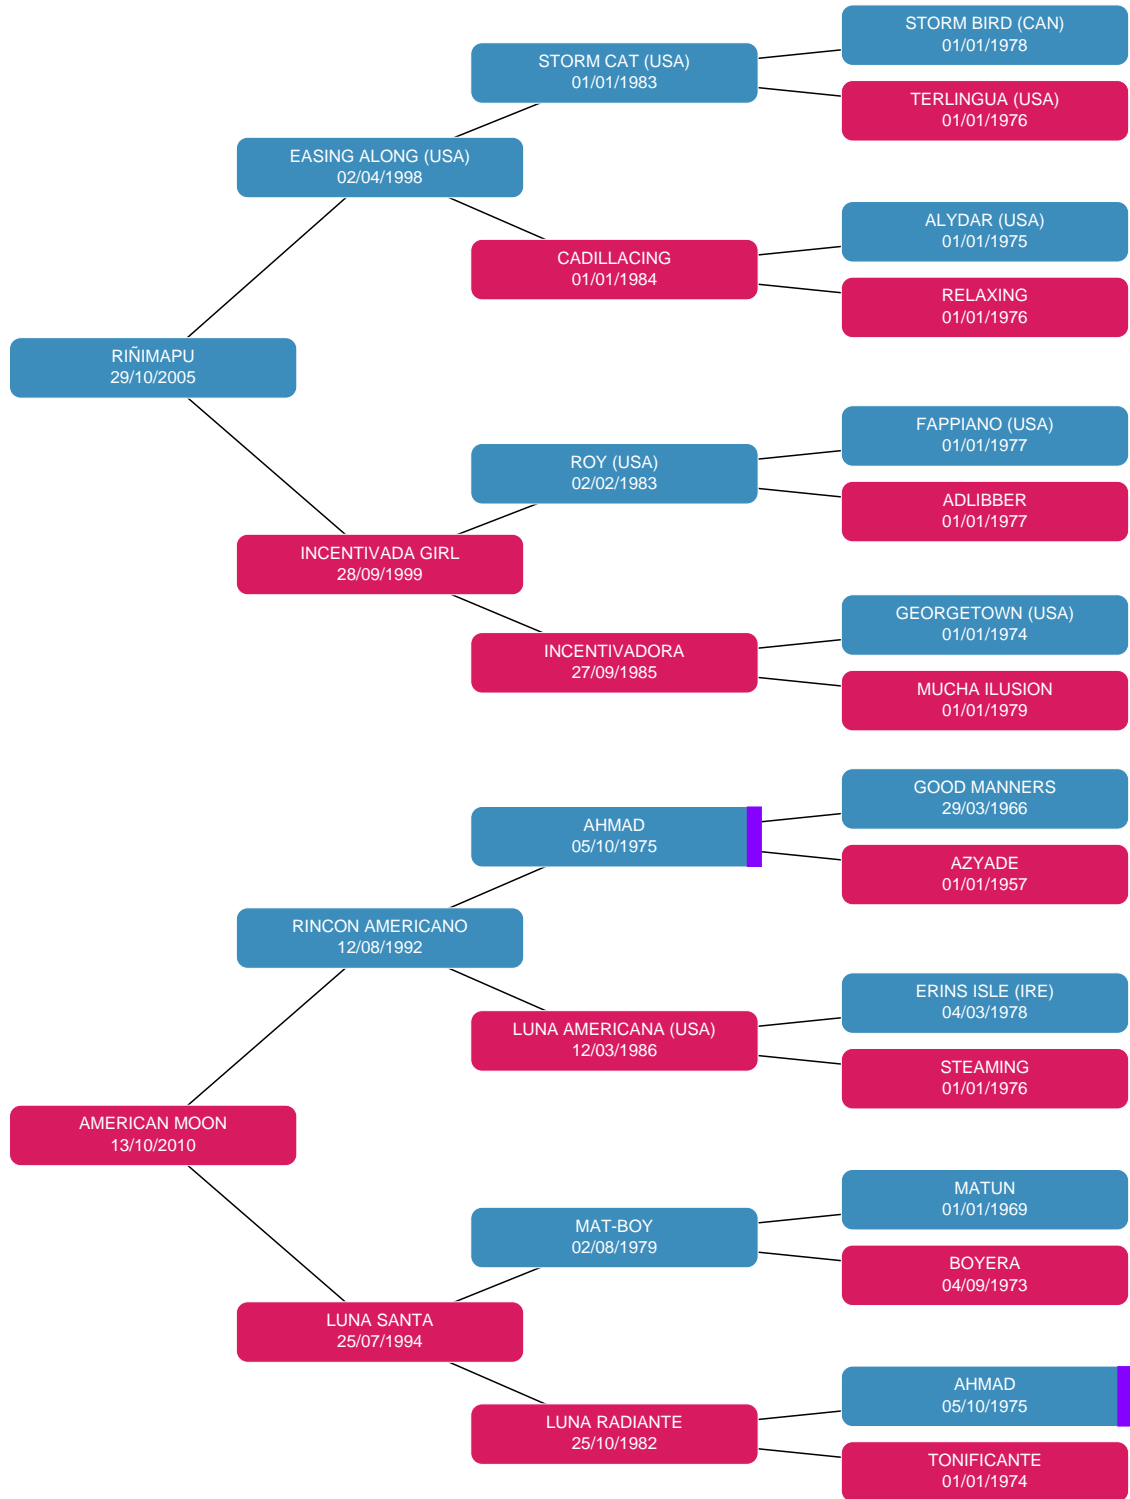 STORM BIRD (CAN)
01/01/1978
STORM CAT (USA)
01/01/1983
TERLINGUA (USA)
01/01/1976
EASING ALONG (USA)
02/04/1998
ALYDAR (USA)
01/01/1975
CADILLACING
01/01/1984
RELAXING
01/01/1976
RIÑIMAPU
29/10/2005
FAPPIANO (USA)
01/01/1977
ROY (USA)
02/02/1983
ADLIBBER
01/01/1977
INCENTIVADA GIRL
28/09/1999
GEORGETOWN (USA)
01/01/1974
INCENTIVADORA
27/09/1985
MUCHA ILUSION
01/01/1979
GOOD MANNERS
29/03/1966
AHMAD
05/10/1975
AZYADE
01/01/1957
RINCON AMERICANO
12/08/1992
ERINS ISLE (IRE)
04/03/1978
LUNA AMERICANA (USA)
12/03/1986
STEAMING
01/01/1976
AMERICAN MOON
13/10/2010
MATUN
01/01/1969
MAT-BOY
02/08/1979
BOYERA
04/09/1973
LUNA SANTA
25/07/1994
AHMAD
05/10/1975
LUNA RADIANTE
25/10/1982
TONIFICANTE
01/01/1974